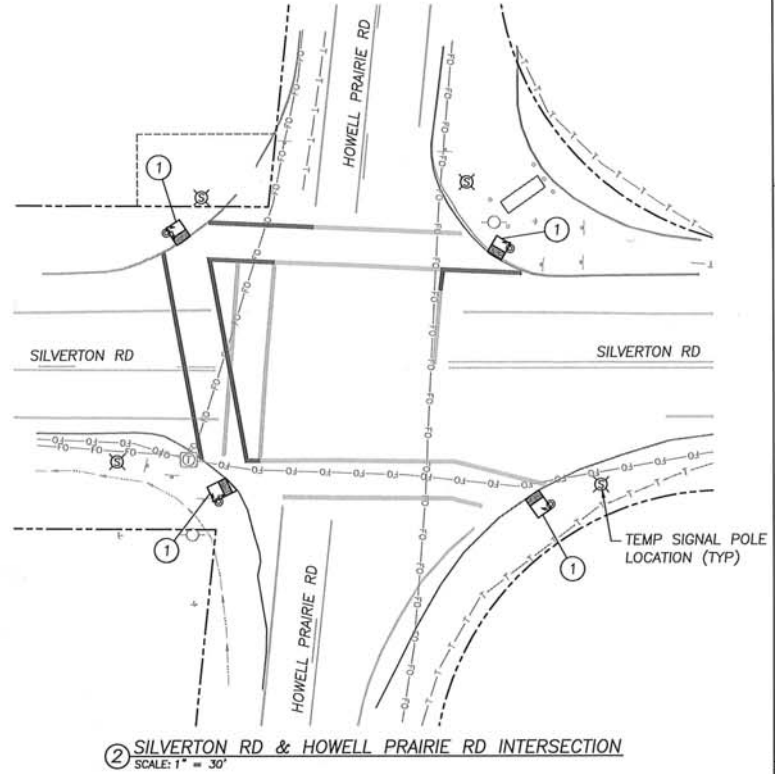 HOWELL PRAIRIE RD
1
S
S
1
SILVERTON RD
SILVERTON RD
S
T
1
1
S
TEMP SIGNAL POLE
LOCATION (TYP)
HOWELL PRAIRIE RD
2 SILVERTON RD & HOWELL PRAIRIE RD INTERSECTION
SCALE: 1" = 30'